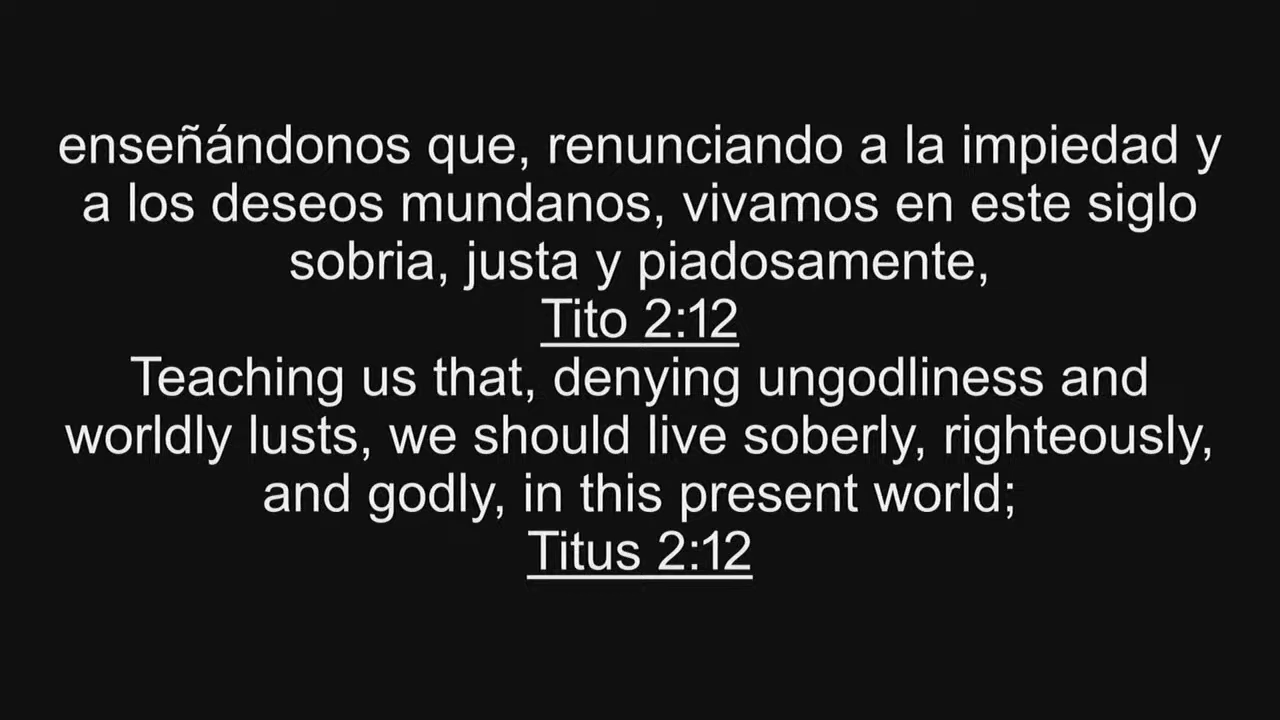 enseñándonos que, renunciando a la impiedad y
a los deseos mundanos, vivamos en este siglo
sobria, justa y piadosamente,
Tito 2:12
Teaching us that, denying ungodliness and
worldly lusts, we should live soberly, righteously,
and godly, in this present world;
Titus 2:12